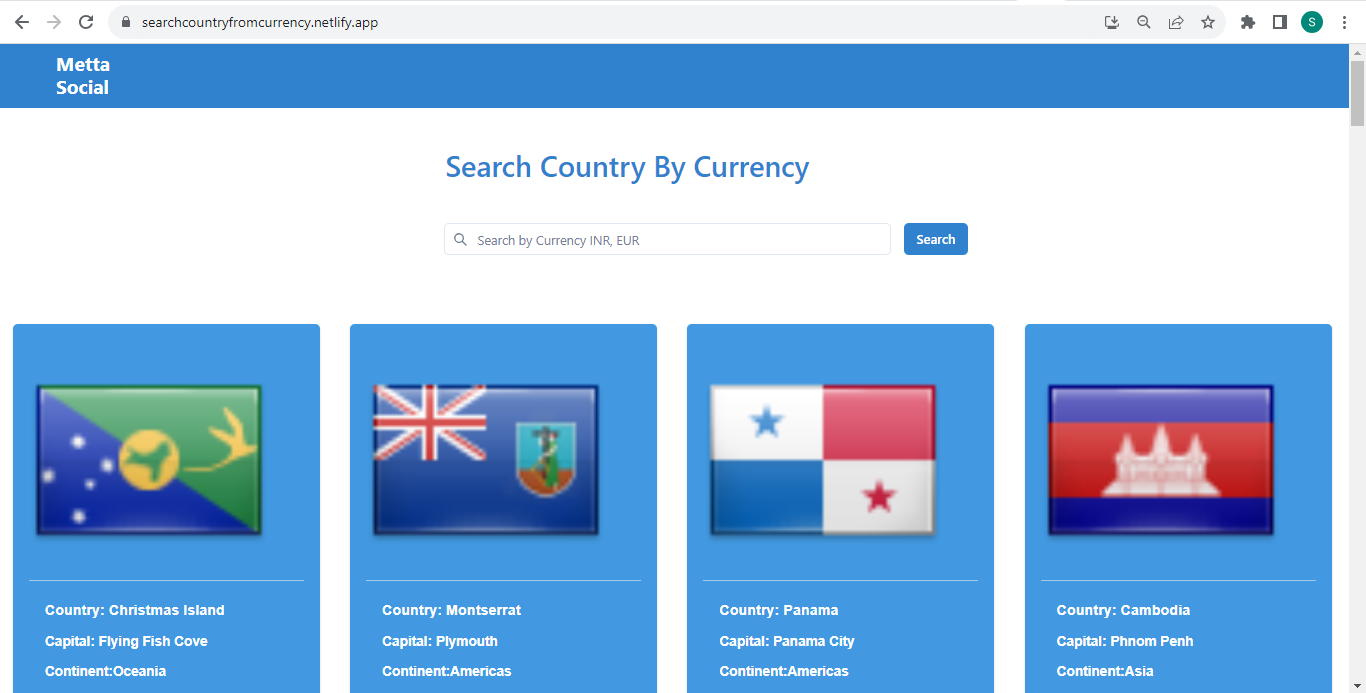 searchcountryfromcurrency.netlify.app
S
Metta
Social
Search Country By Currency
Search by Currency INR, EUR
Search
Country: Christmas Island
Capital: Flying Fish Cove
Continent:Oceania
Country: Montserrat
Capital: Plymouth
Continent:Americas
Country: Panama
Capital: Panama City
Continent:Americas
Country: Cambodia
Capital: Phnom Penh
Continent:Asia